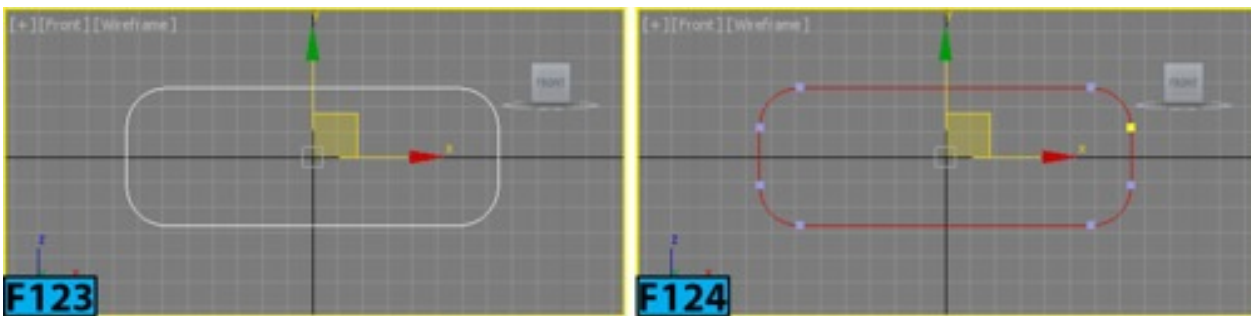 [+][Front][Wireframe]
y
FRONT
x
z
x
F123
[+][Front][Wireframe]
y
FRONT
x
z
x
F124